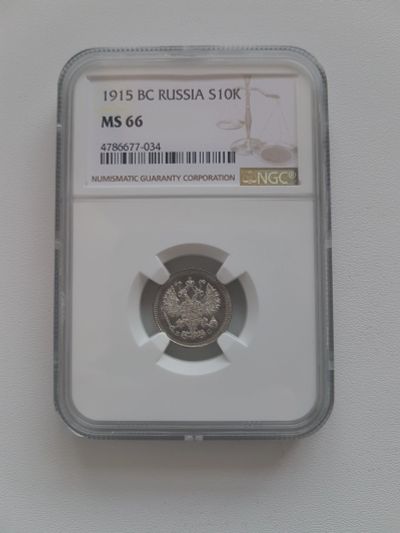 1915 BC RUSSIA S10K
MS 66
4786677-034
NUMISMATIC GUARANTY CORPORATION
NGC®